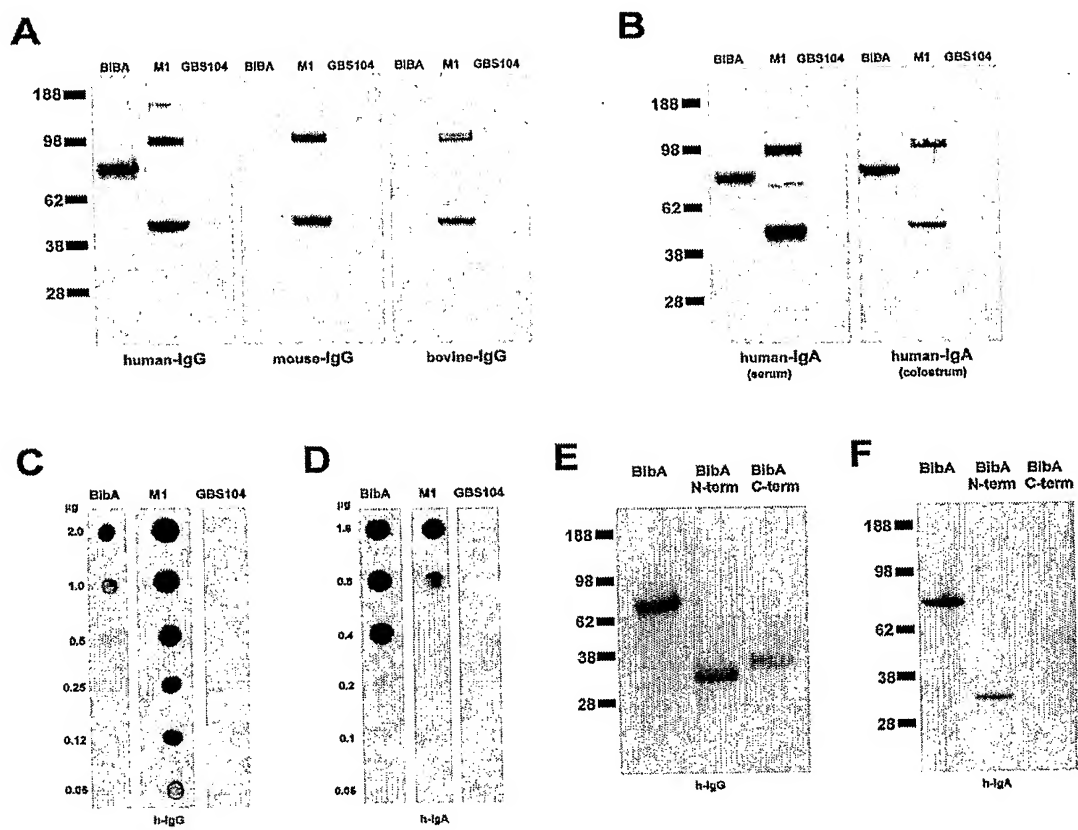 A
BIBA M1 GBS104 BIBA M1 GBS104 BIBA M1 GBS104
188
98
62
38
28
human-IgG mouse-IgG bovine-IgG
B
BIBA M1 GBS104 BIBA M1 GBS104
188
98
62
38
28
human-IgA (serum)
human-IgA (colostrum)
C
BibA M1 GBS104
µg
2.0
1.0
0.5
0.25
0.12
0.05
h-IgG
D
BibA M1 GBS104
µg
1.6
0.8
0.4
0.2
0.1
0.05
h-IgA
E
BibA BibA N-term BibA C-term
188
98
62
38
28
h-IgG
F
BibA BibA N-term BibA C-term
188
98
62
38
28
h-IgA